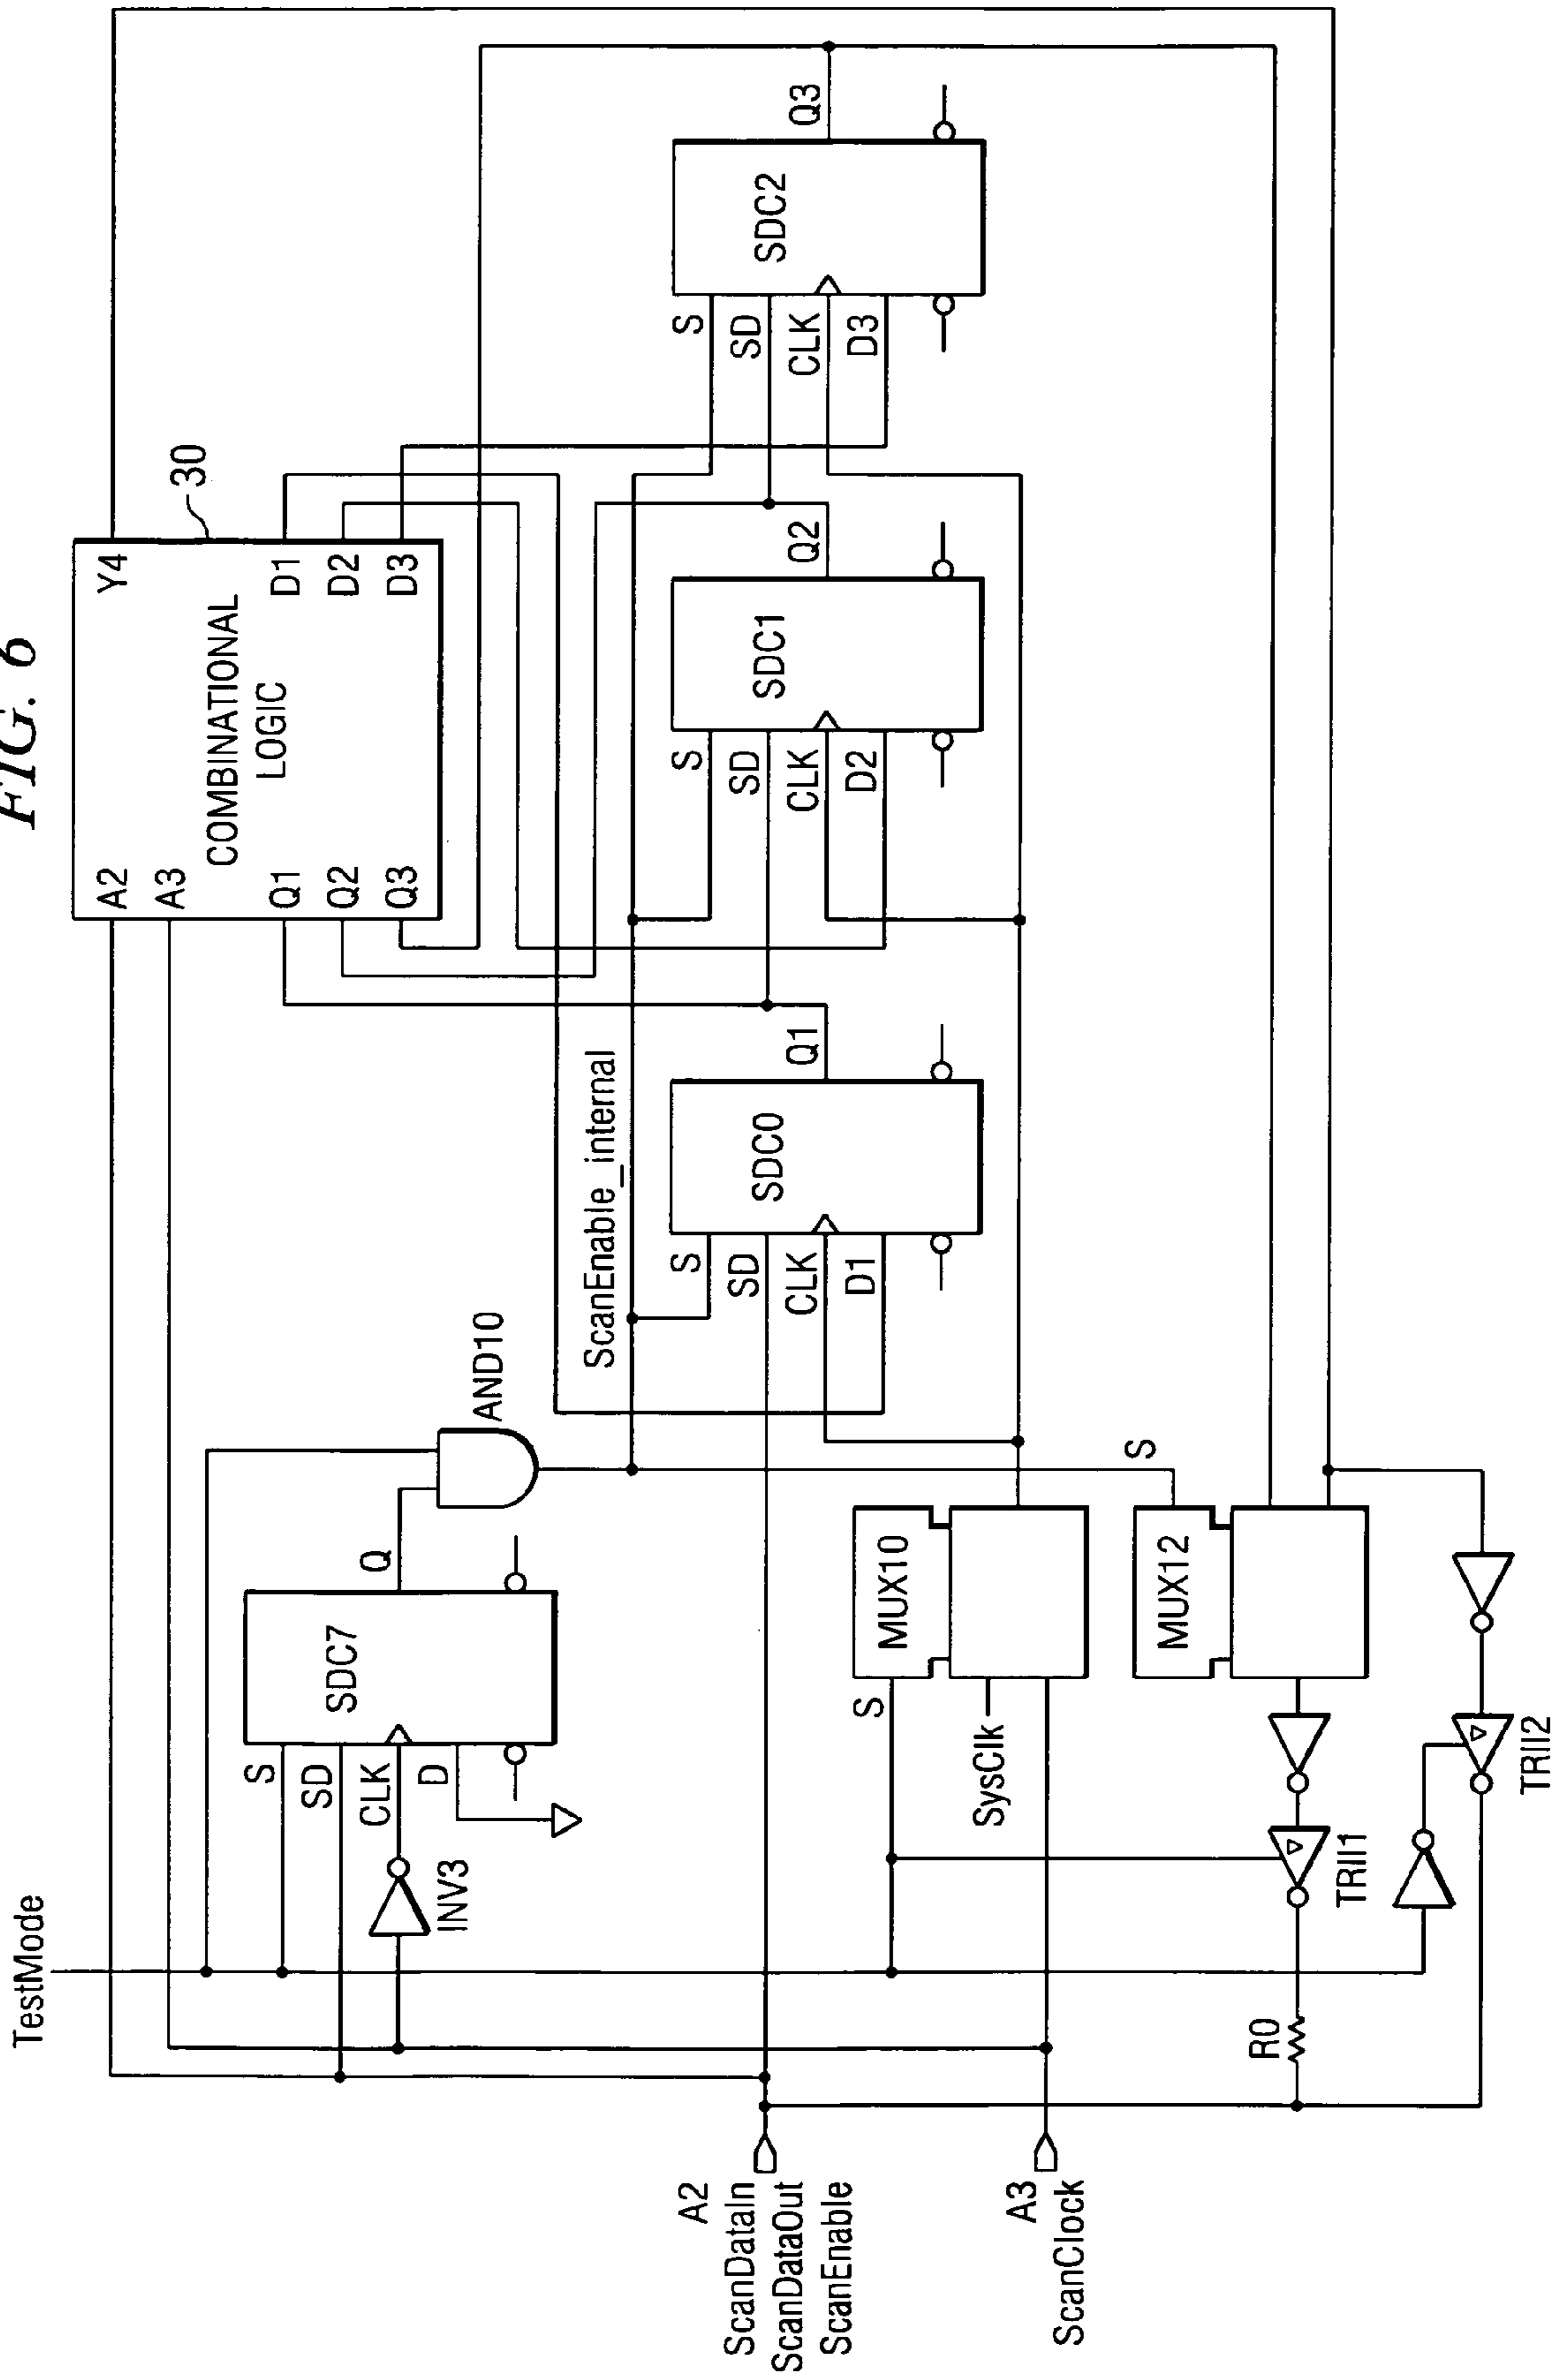 FIG. 6
TestMode
30
A2
A3
Q1
Q2
Q3
COMBINATIONAL
LOGIC
Y4
D1
D2
D3
S
SD
CLK
D
INV3
SDC7
Q
AND10
ScanEnable_internal
S
SD
CLK
D1
SDC0
Q1
S
SD
CLK
D2
SDC1
Q2
S
SD
CLK
D3
SDC2
Q3
A2
ScanDataIn
ScanDataOut
ScanEnable
A3
ScanClock
S
SysClk
MUX10
S
MUX12
R0
TRII1
TRII2